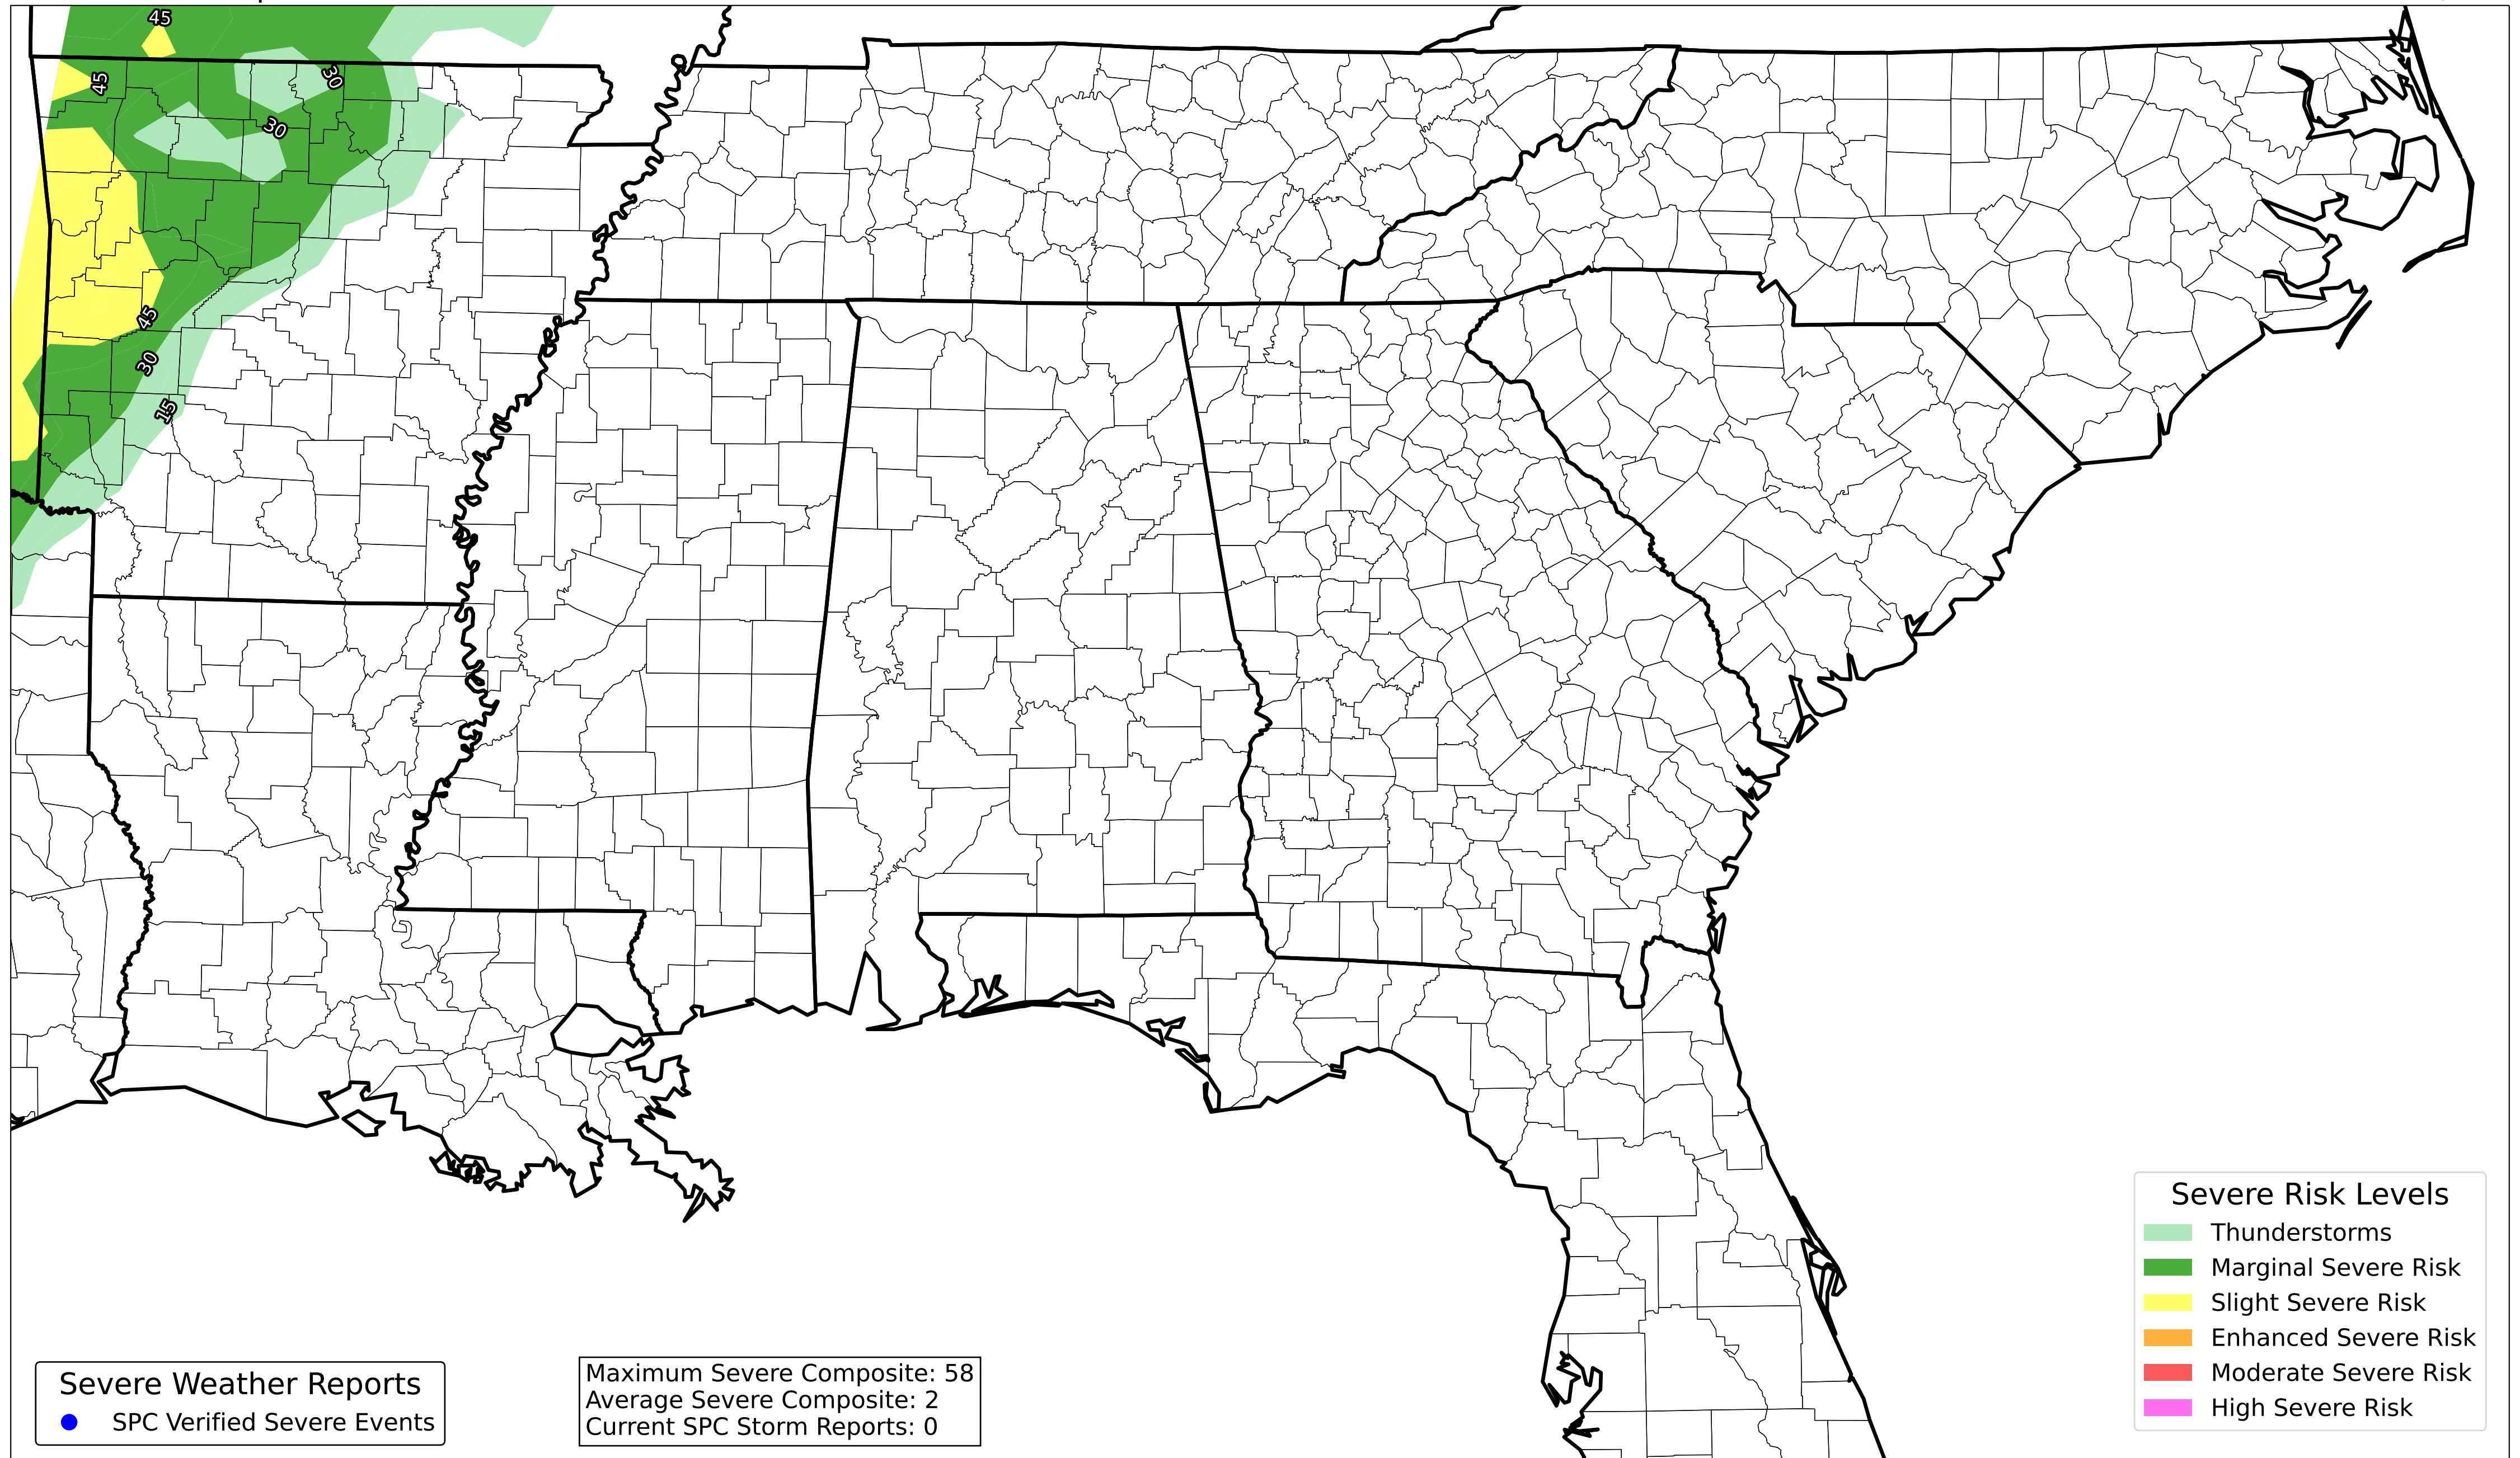 45
45
30
30
45
30
15
Severe Risk Levels
Thunderstorms
Marginal Severe Risk
Slight Severe Risk
Enhanced Severe Risk
Moderate Severe Risk
High Severe Risk
Severe Weather Reports
SPC Verified Severe Events
Maximum Severe Composite: 58
Average Severe Composite: 2
Current SPC Storm Reports: 0